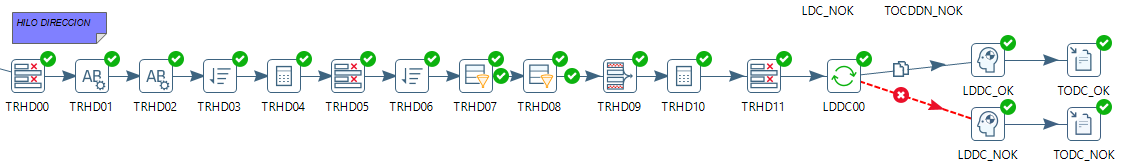 LDC_NOK TOCDDN_NOK
HILO DIRECCION
TRHD00 TRHD01 TRHD02 TRHD03 TRHD04 TRHD05 TRHD06 TRHD07 TRHD08 TRHD09 TRHD10 TRHD11 LDDC00
LDDC_OK TODC_OK
LDDC_NOK TODC_NOK